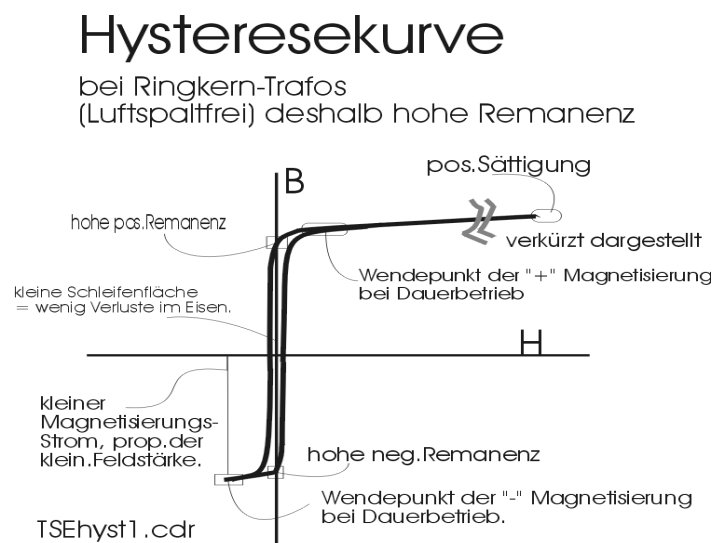 Hysteresekurve
bei Ringkern-Trafos
(Luftspaltfrei) deshalb hohe Remanenz
pos.Sättigung
B
hohe pos.Remanenz
verkürzt dargestellt
Wendepunkt der "+" Magnetisierung
bei Dauerbetrieb
kleine Schleifenfläche
= wenig Verluste im Eisen.
H
kleiner
Magnetisierungs-
Strom, prop.der
klein.Feldstärke.
hohe neg.Remanenz
Wendepunkt der "-" Magnetisierung
bei Dauerbetrieb.
TSEhyst1.cdr